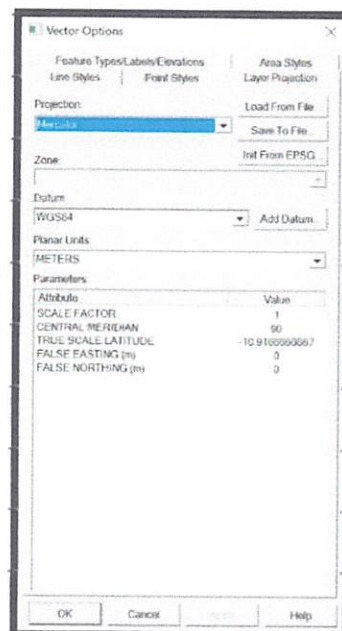 Vector Options
Feature Types/Labels/Elevations Area Styles
Line Styles Point Styles Layer Projection
Projection:
Load From File...
Mercator
Save To File...
Init From EPSG...
Zone:
Datum:
WGS84
Add Datum...
Planar Units:
METERS
Parameters:
Attribute Value
SCALE FACTOR 1
CENTRAL MERIDIAN 90
TRUE SCALE LATITUDE
FALSE EASTING (m) 0
FALSE NORTHING (m) 0
OK Cancel Apply Help